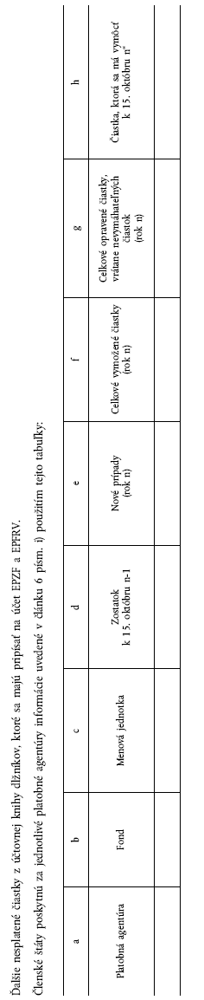 Ďalšie nesplatené čiastky z účtovnej knihy dlžníkov, ktoré sa majú pripísať na účet EPZF a EPFRV.
Členské štáty poskytnú za jednotlivé platobné agentúry informácie uvedené v článku 6 písm. i) použitím tejto tabuľky:
a
b
c
d
e
f
g
h
Platobná agentúra
Fond
Menová jednotka
Zostatok
k 15. októbru n-1
Nové prípady
(rok n)
Celkové vymožené čiastky
(rok n)
Celkové opravené čiastky,
vrátane nevymáhateľných
čiastok
(rok n)
Čiastka, ktorá sa má vymôcť
k 15. októbru n"